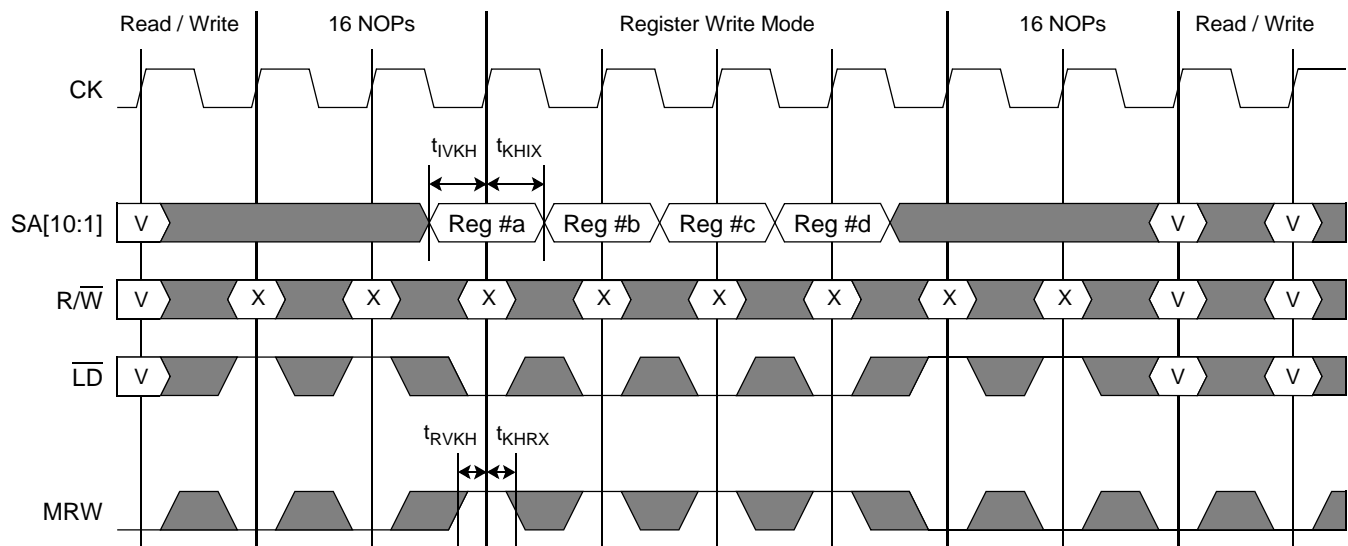 Read / Write 16 NOPs Register Write Mode 16 NOPs Read / Write
CK
tIVKH tKHIX
SA[10:1] V Reg #a Reg #b Reg #c Reg #d V V
R/W̅ V X X X X X X X X V V
L̅D̅ V V V
tRVKH tKHRX
MRW